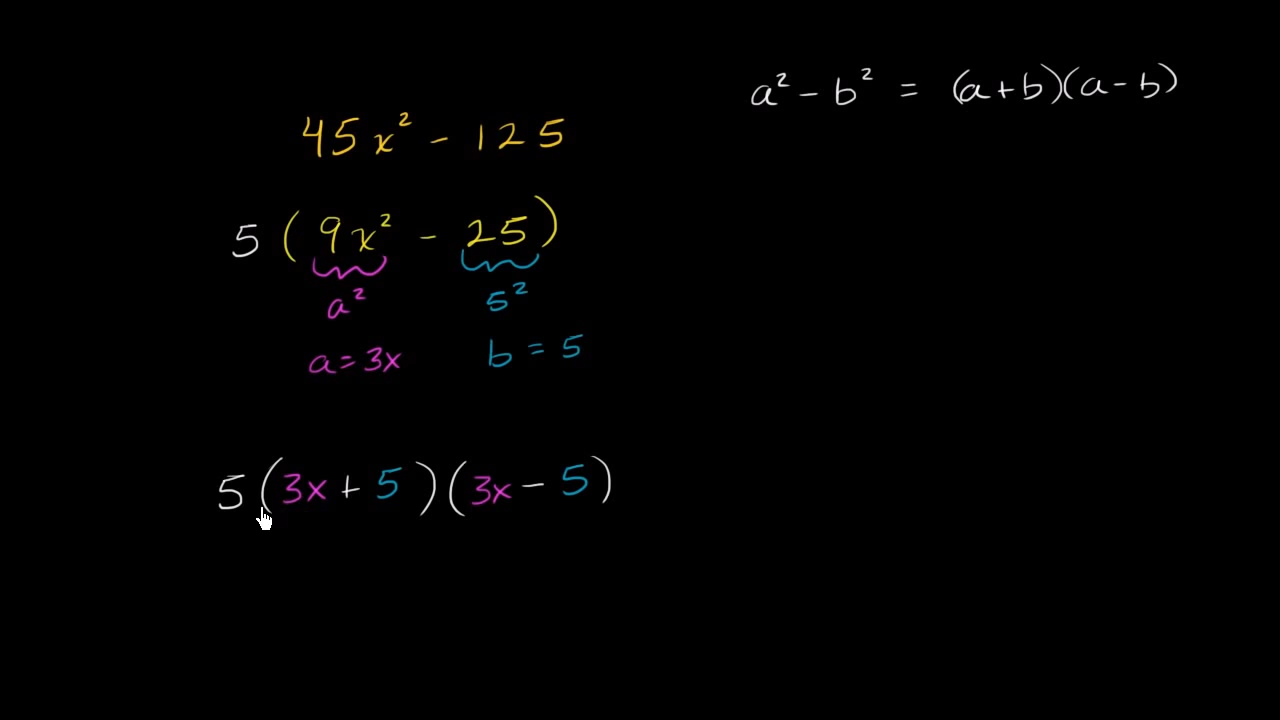 a² - b² = (a+b)(a-b)
45x² - 125
5(9x² - 25)
a² 5²
a=3x b = 5
5(3x+5)(3x-5)